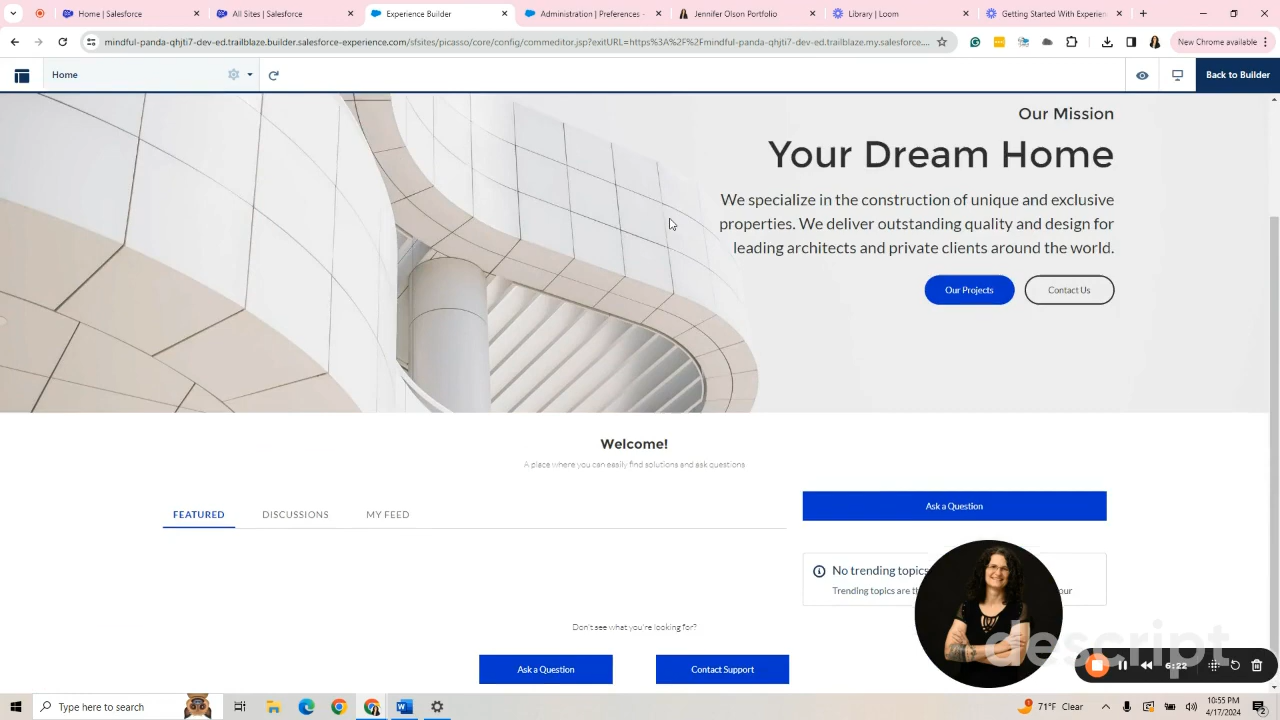 Home | Salesforce
All Sites | Salesforce
Experience Builder
Administration | Preferences
Jennifer Olson Portfolio
Library | Loom
Getting Started Experien
mindful-panda-qhjti7-dev-ed.trailblaze.builder.salesforce-experience.com/sfsites/picasso/core/config/commeditor.jsp?exitURL=https%3A%2F%2Fmindful-panda-qhjti7-dev-ed.trailblaze.my.salesforce....
New Chrome available
Home
Back to Builder
Our Mission
Your Dream Home
We specialize in the construction of unique and exclusive
properties. We deliver outstanding quality and design for
leading architects and private clients around the world.
Our Projects
Contact Us
Welcome!
A place where you can easily find solutions and ask questions
FEATURED
DISCUSSIONS
MY FEED
Ask a Question
No trending topics
Trending topics are th
our
Don't see what you're looking for?
Ask a Question
Contact Support
descript
6:22
Type here to search
71°F Clear
10:55 PM
4/17/2024
2